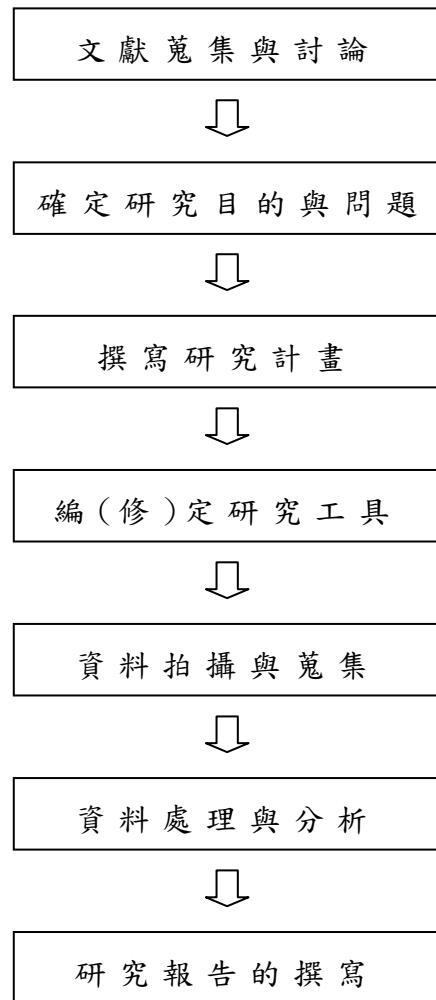 文獻蒐集與討論
確定研究目的與問題
撰寫研究計畫
編(修)定研究工具
資料拍攝與蒐集
資料處理與分析
研究報告的撰寫